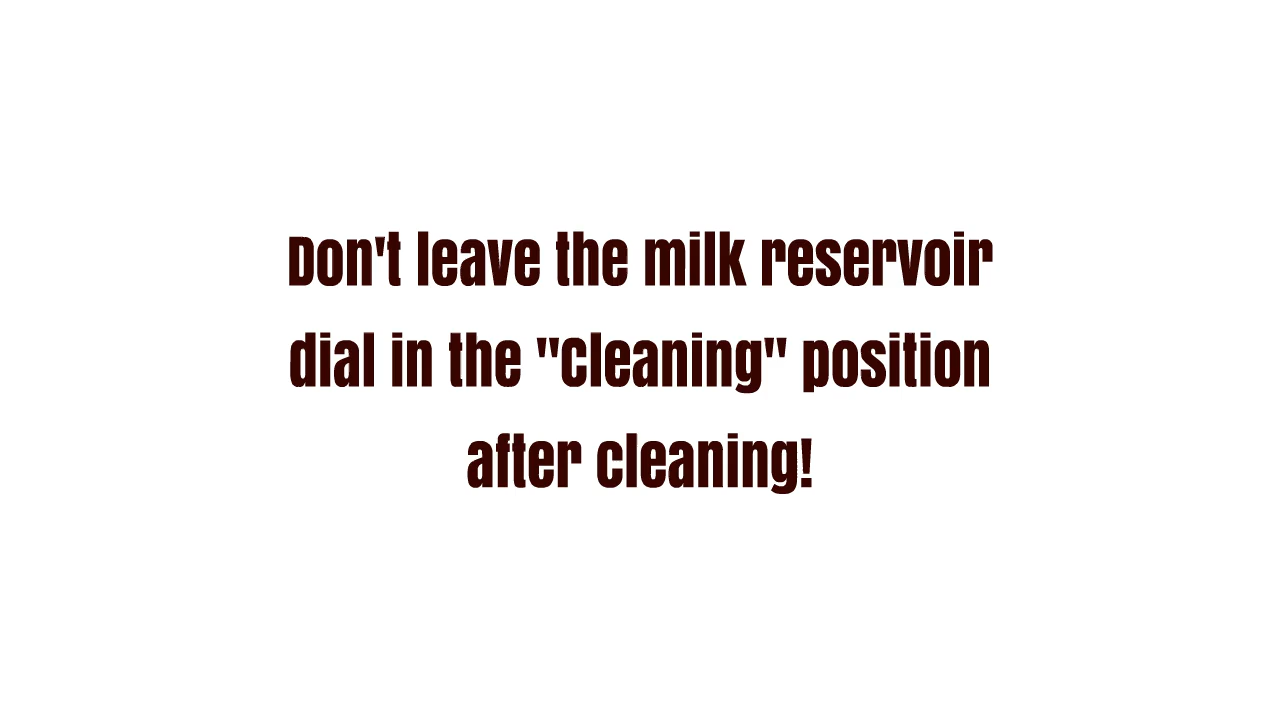 Don't leave the milk reservoir
dial in the "Cleaning" position
after cleaning!